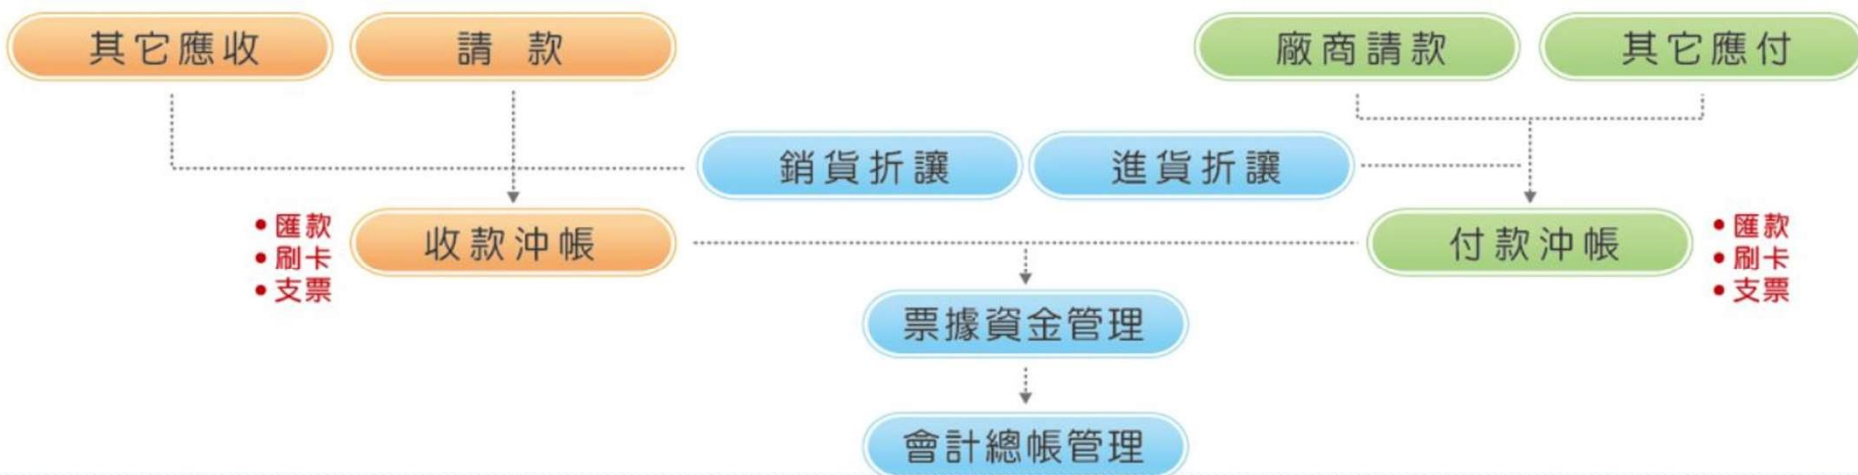 其它應收
請 款
廠商請款
其它應付
銷貨折讓
進貨折讓
• 匯款
• 刷卡
• 支票
收款沖帳
付款沖帳
• 匯款
• 刷卡
• 支票
票據資金管理
會計總帳管理